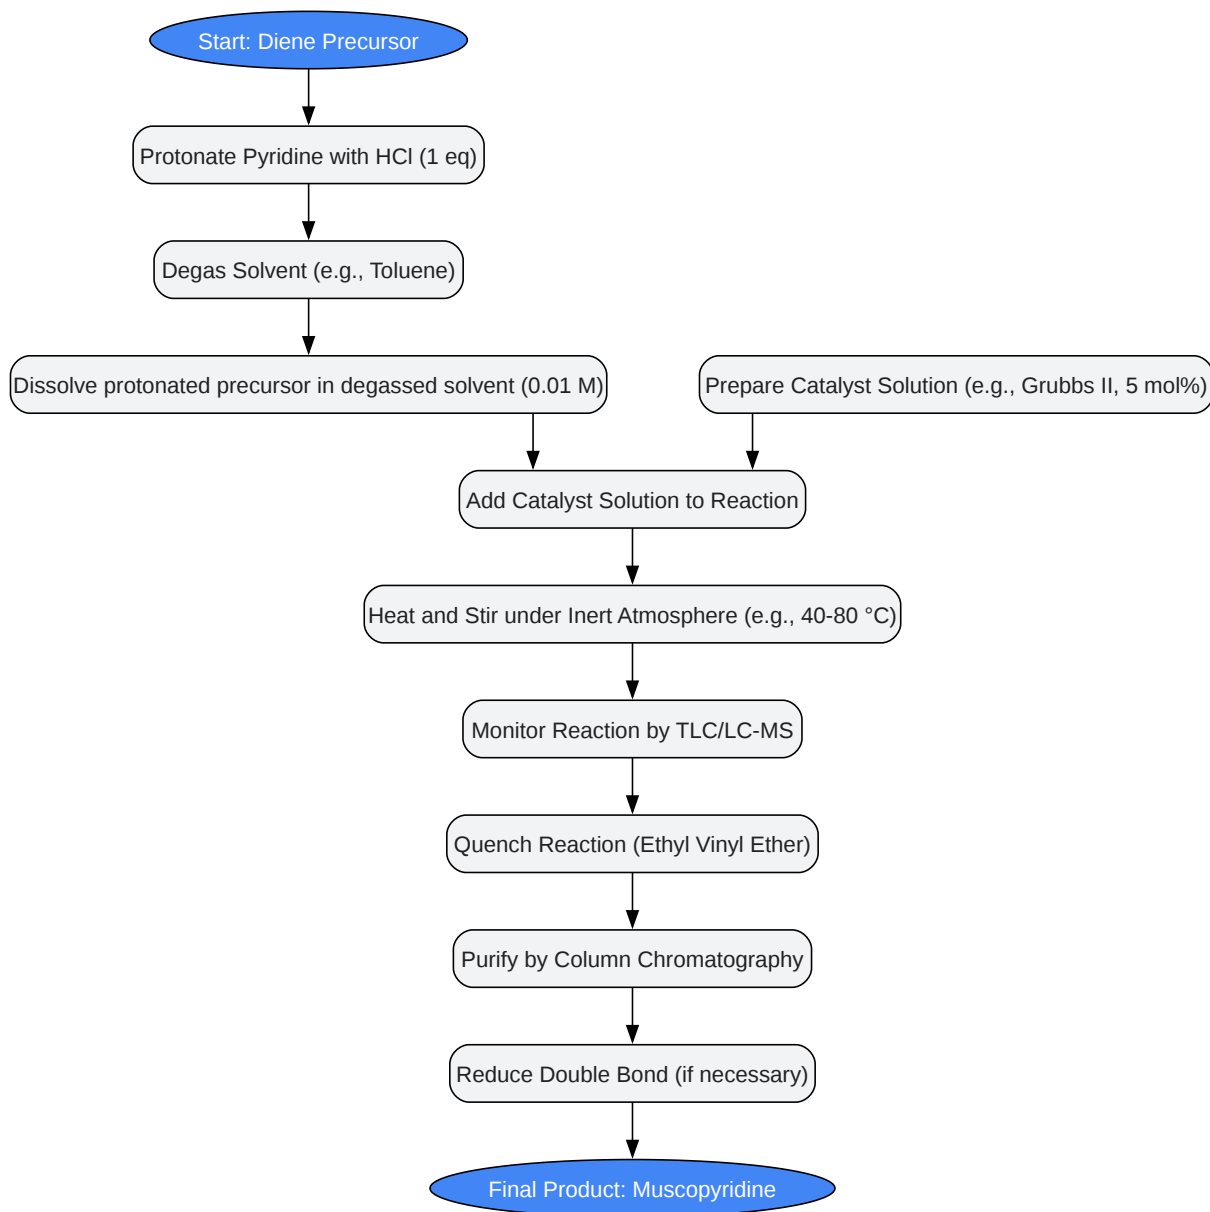 Start: Diene Precursor
Protonate Pyridine with HCl (1 eq)
Degas Solvent (e.g., Toluene)
Dissolve protonated precursor in degassed solvent (0.01 M)
Prepare Catalyst Solution (e.g., Grubbs II, 5 mol%)
Add Catalyst Solution to Reaction
Heat and Stir under Inert Atmosphere (e.g., 40-80 °C)
Monitor Reaction by TLC/LC-MS
Quench Reaction (Ethyl Vinyl Ether)
Purify by Column Chromatography
Reduce Double Bond (if necessary)
Final Product: Muscopyridine